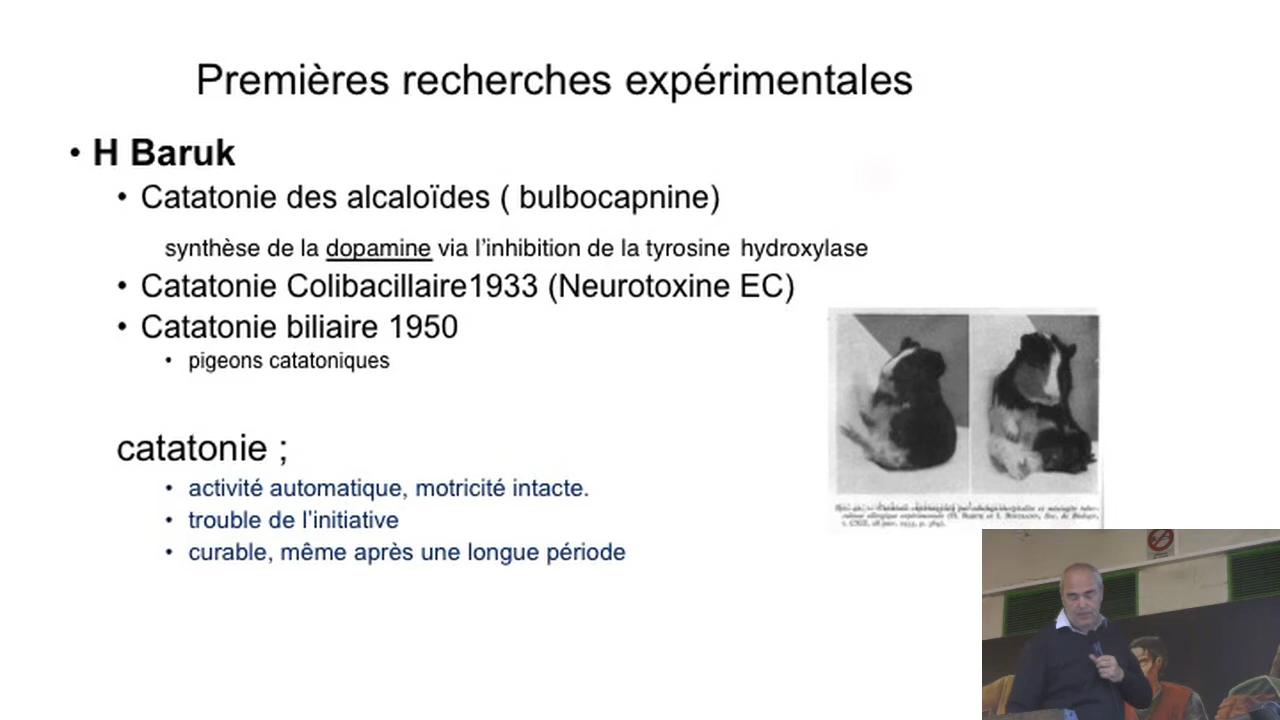 Premières recherches expérimentales
• H Baruk
• Catatonie des alcaloïdes ( bulbocapnine)
synthèse de la dopamine via l'inhibition de la tyrosine hydroxylase
• Catatonie Colibacillaire1933 (Neurotoxine EC)
• Catatonie biliaire 1950
• pigeons catatoniques
catatonie ;
• activité automatique, motricité intacte.
• trouble de l'initiative
• curable, même après une longue période